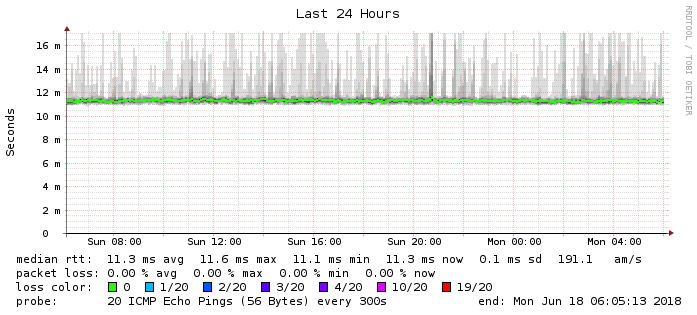 Last 24 Hours
RRDTOOL / TOBI OETIKER
Seconds
16 m
14 m
12 m
10 m
8 m
6 m
4 m
2 m
0
Sun 08:00 Sun 12:00 Sun 16:00 Sun 20:00 Mon 00:00 Mon 04:00
median rtt: 11.3 ms avg 11.6 ms max 11.1 ms min 11.3 ms now 0.1 ms sd 191.1 am/s
packet loss: 0.00 % avg 0.00 % max 0.00 % min 0.00 % now
loss color: 0 1/20 2/20 3/20 4/20 10/20 19/20
probe: 20 ICMP Echo Pings (56 Bytes) every 300s end: Mon Jun 18 06:05:13 2018